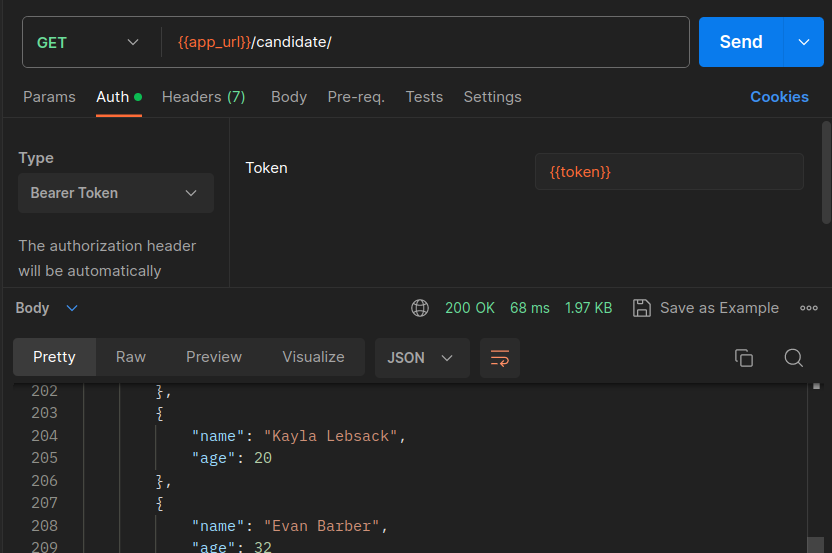 GET {{app_url}}/candidate/ Send
Params Auth Headers (7) Body Pre-req. Tests Settings Cookies
Type
Bearer Token
The authorization header
will be automatically
Token {{token}}
Body 200 OK 68 ms 1.97 KB Save as Example
Pretty Raw Preview Visualize JSON
202 },
203 {
204 "name": "Kayla Lebsack",
205 "age": 20
206 },
207 {
208 "name": "Evan Barber",
209 "age": 32